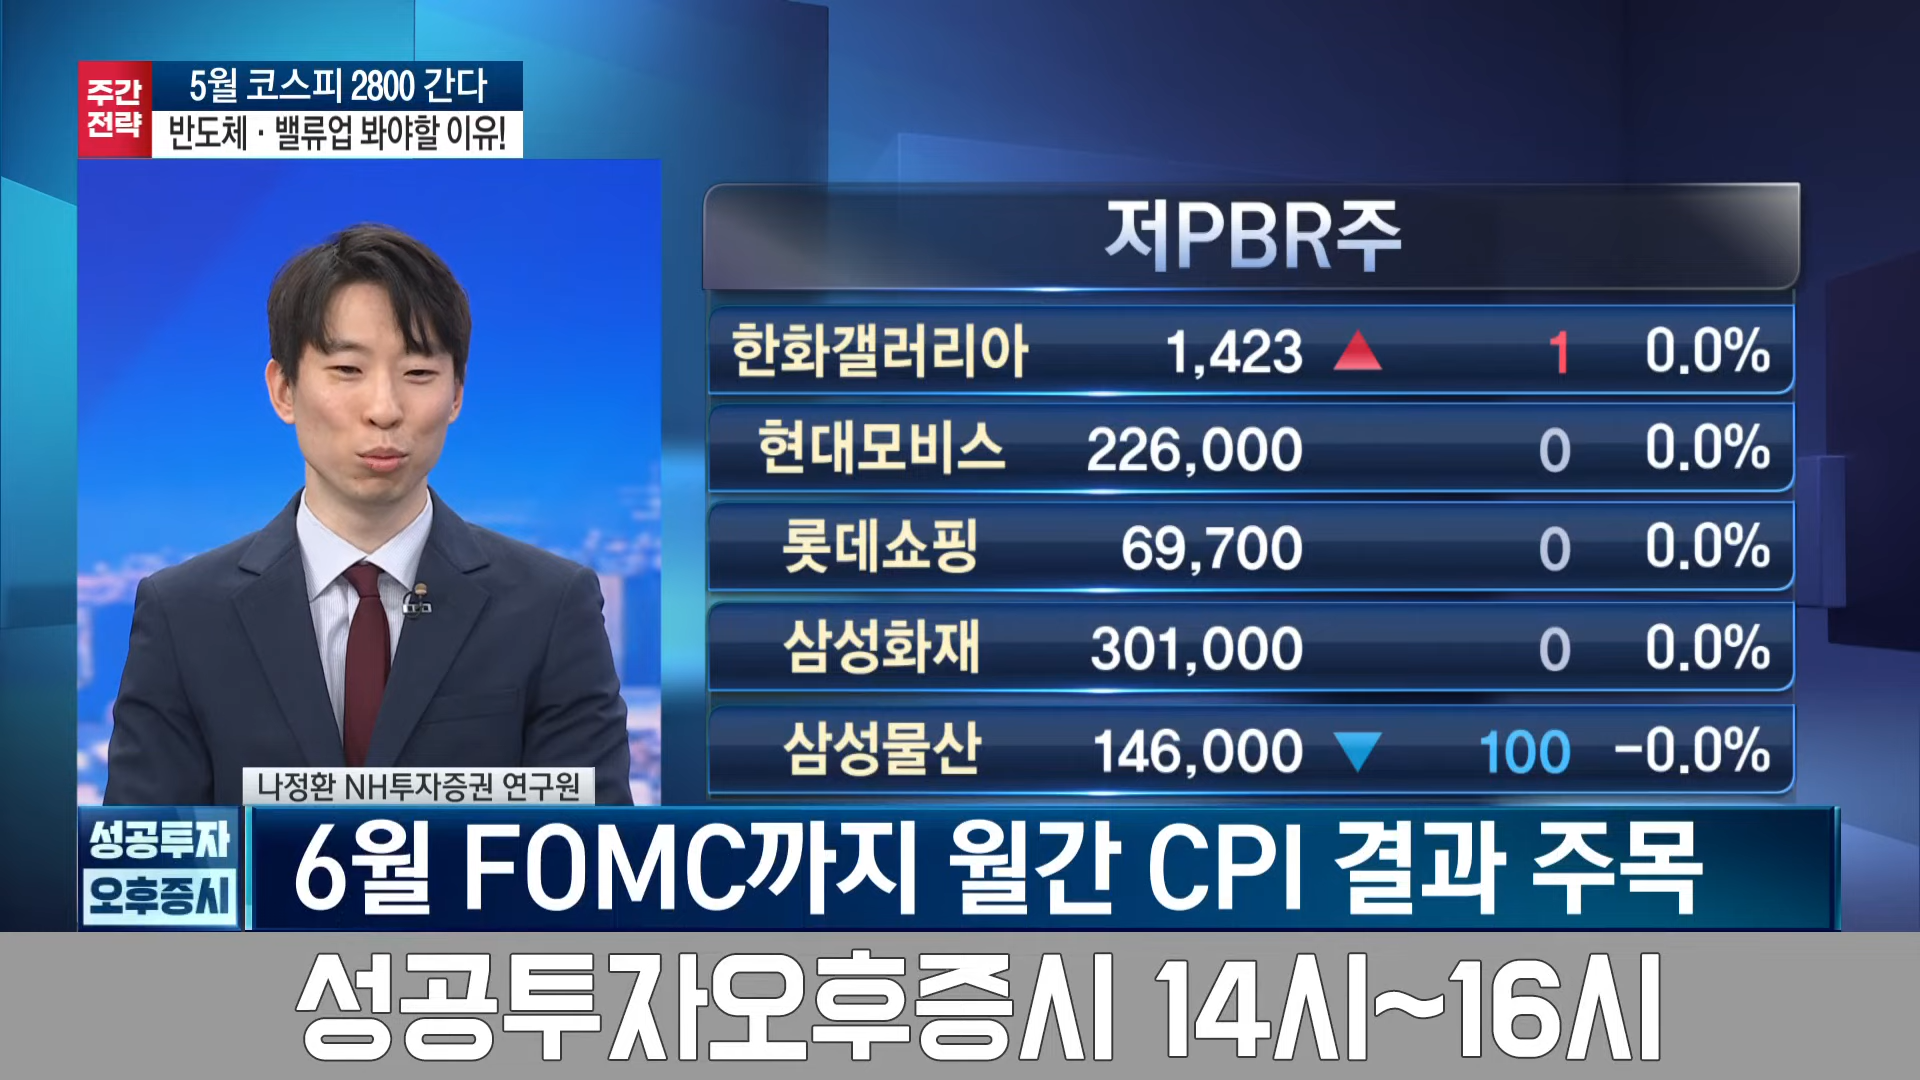 주간
전략
5월 코스피 2800 간다
반도체 · 밸류업 봐야할 이유!
저PBR주
한화갤러리아 1,423 ▲ 1 0.0%
현대모비스 226,000 0 0.0%
롯데쇼핑 69,700 0 0.0%
삼성화재 301,000 0 0.0%
삼성물산 146,000 ▼ 100 -0.0%
나정환 NH투자증권 연구원
성공투자
오후증시
6월 FOMC까지 월간 CPI 결과 주목
성공투자오후증시 14시~16시